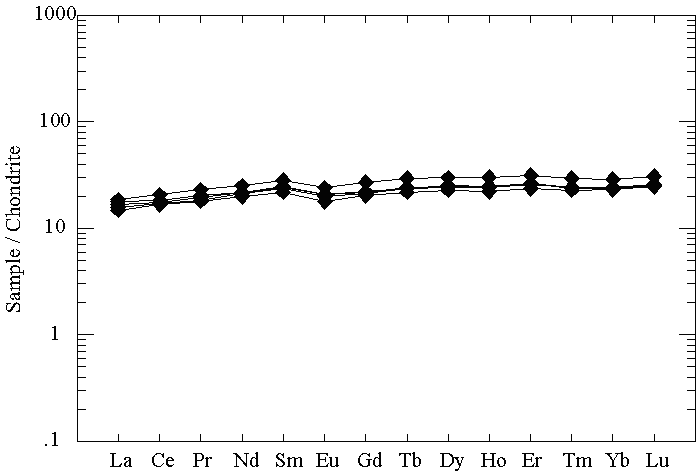 1000
100
10
1
.1
Sample / Chondrite
La Ce Pr Nd Sm Eu Gd Tb Dy Ho Er Tm Yb Lu